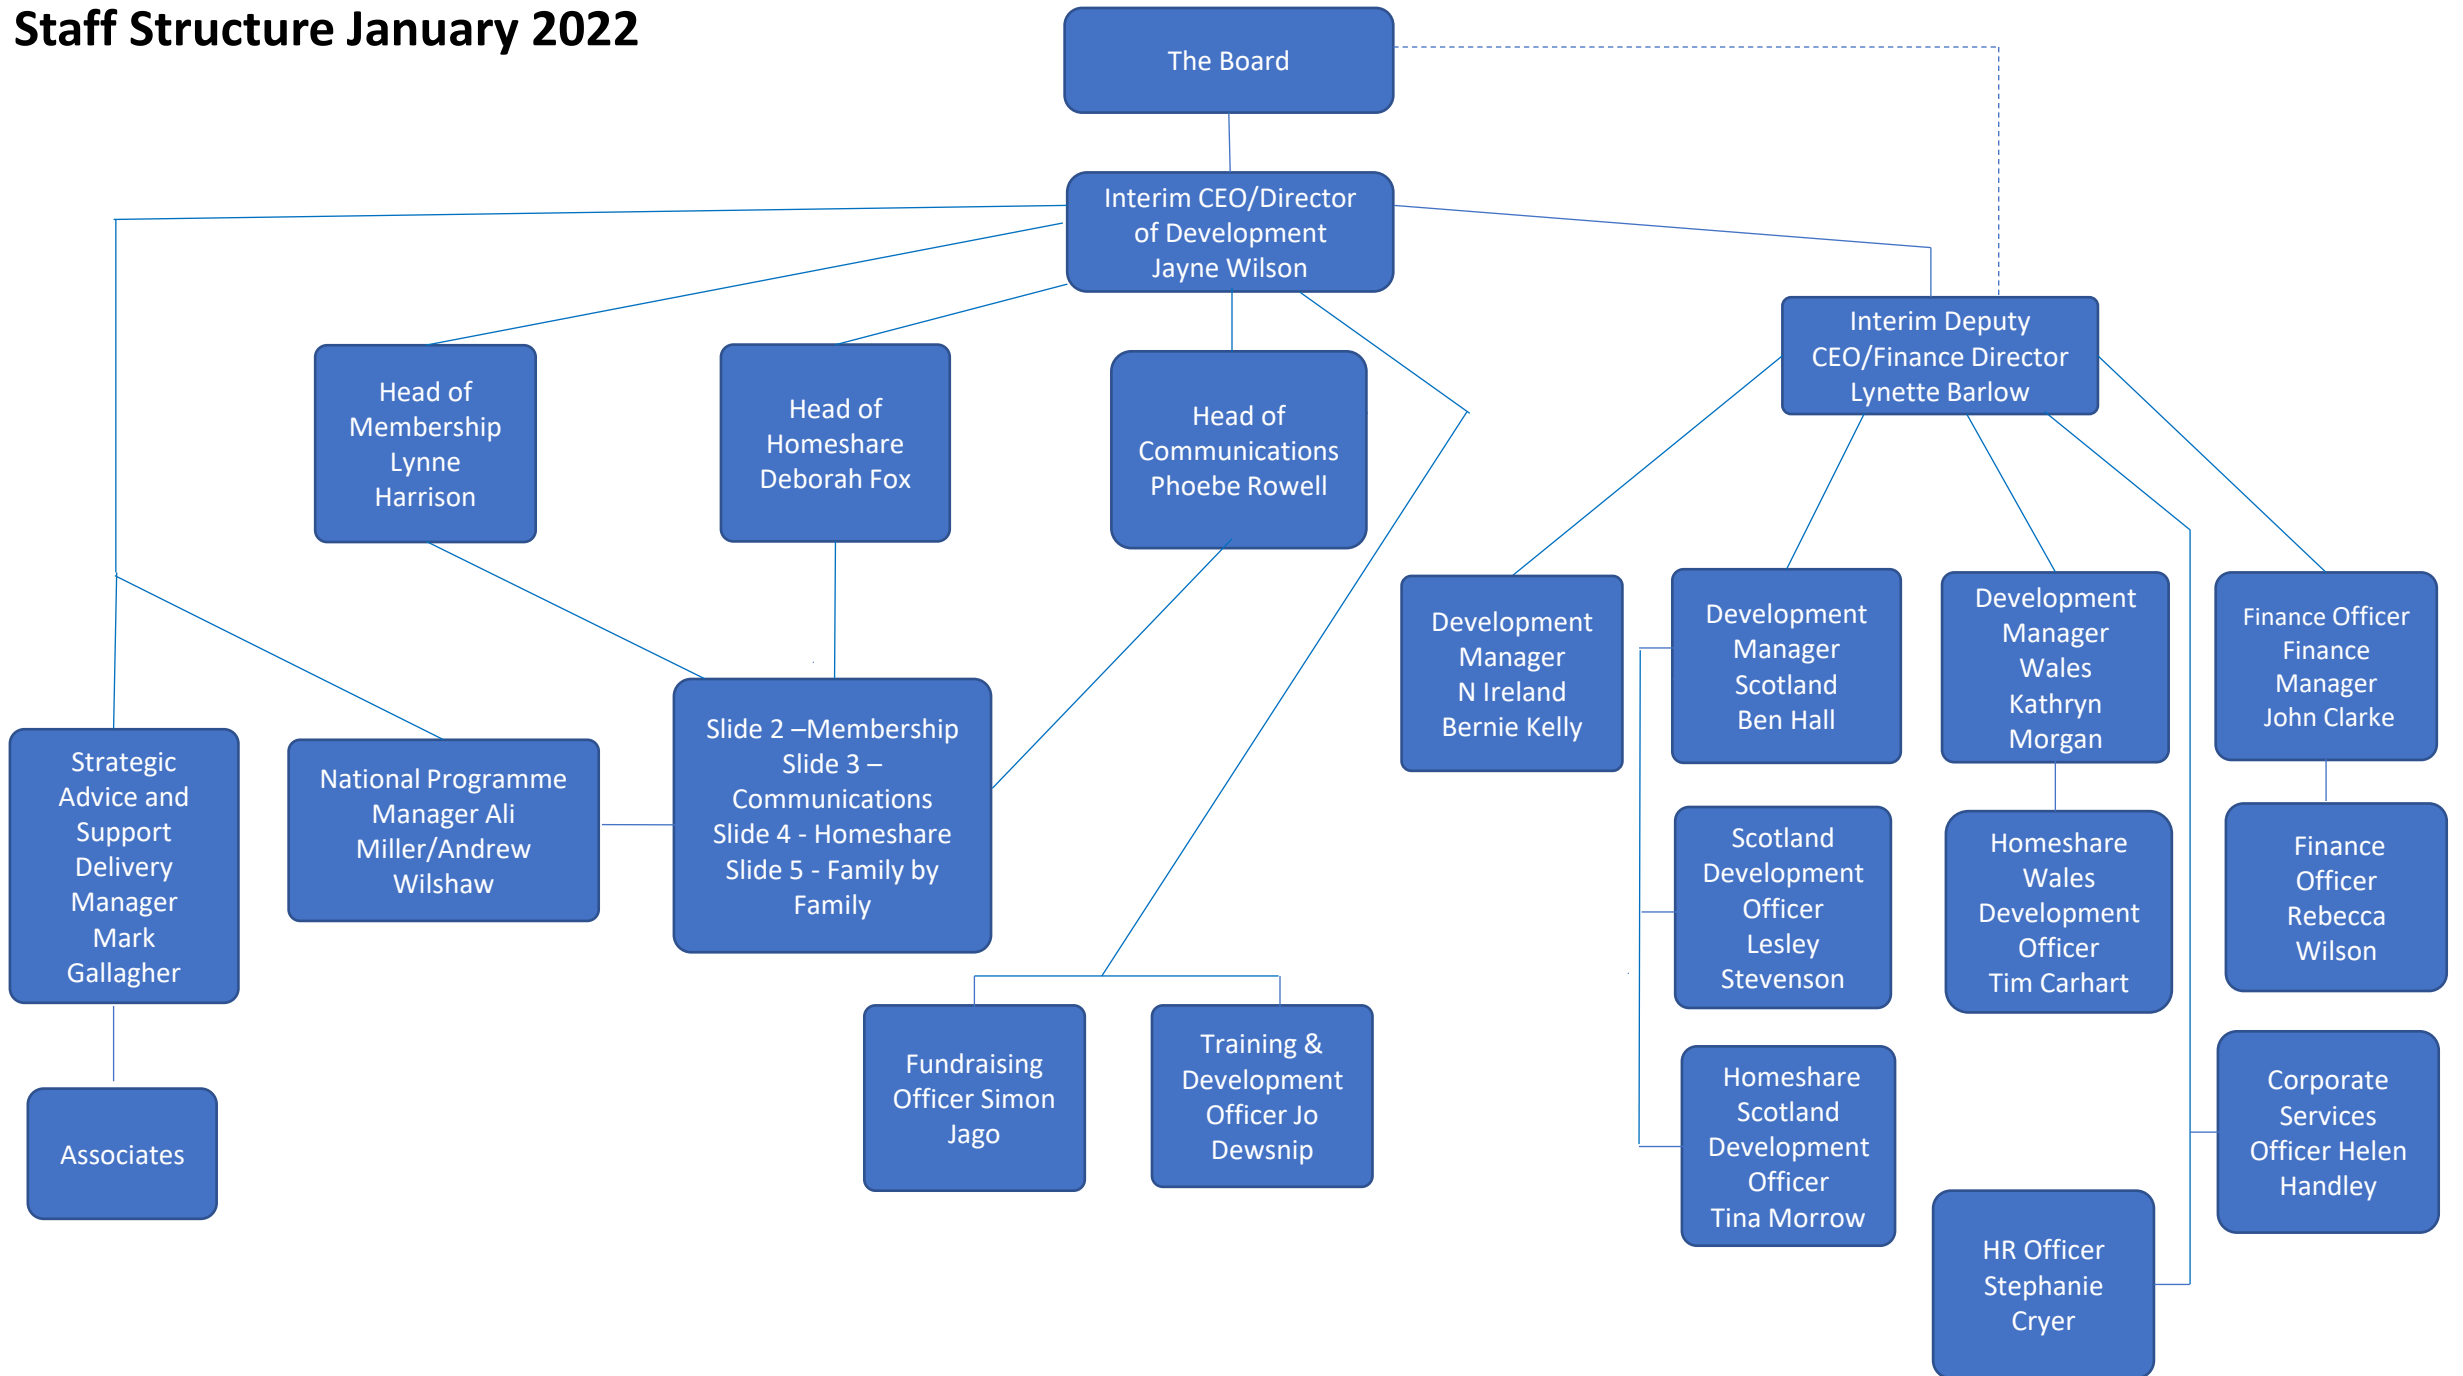 Staff Structure January 2022
The Board
Interim CEO/Director
of Development
Jayne Wilson
Interim Deputy
CEO/Finance Director
Lynette Barlow
Head of
Membership
Lynne
Harrison
Head of
Homeshare
Deborah Fox
Head of
Communications
Phoebe Rowell
Development
Manager
N Ireland
Bernie Kelly
Development
Manager
Scotland
Ben Hall
Development
Manager
Wales
Kathryn
Morgan
Finance Officer
Finance
Manager
John Clarke
Strategic
Advice and
Support
Delivery
Manager
Mark
Gallagher
National Programme
Manager Ali
Miller/Andrew
Wilshaw
Slide 2 –Membership
Slide 3 –
Communications
Slide 4 - Homeshare
Slide 5 - Family by
Family
Scotland
Development
Officer
Lesley
Stevenson
Homeshare
Wales
Development
Officer
Tim Carhart
Finance
Officer
Rebecca
Wilson
Associates
Fundraising
Officer Simon
Jago
Training &
Development
Officer Jo
Dewsnip
Homeshare
Scotland
Development
Officer
Tina Morrow
Corporate
Services
Officer Helen
Handley
HR Officer
Stephanie
Cryer